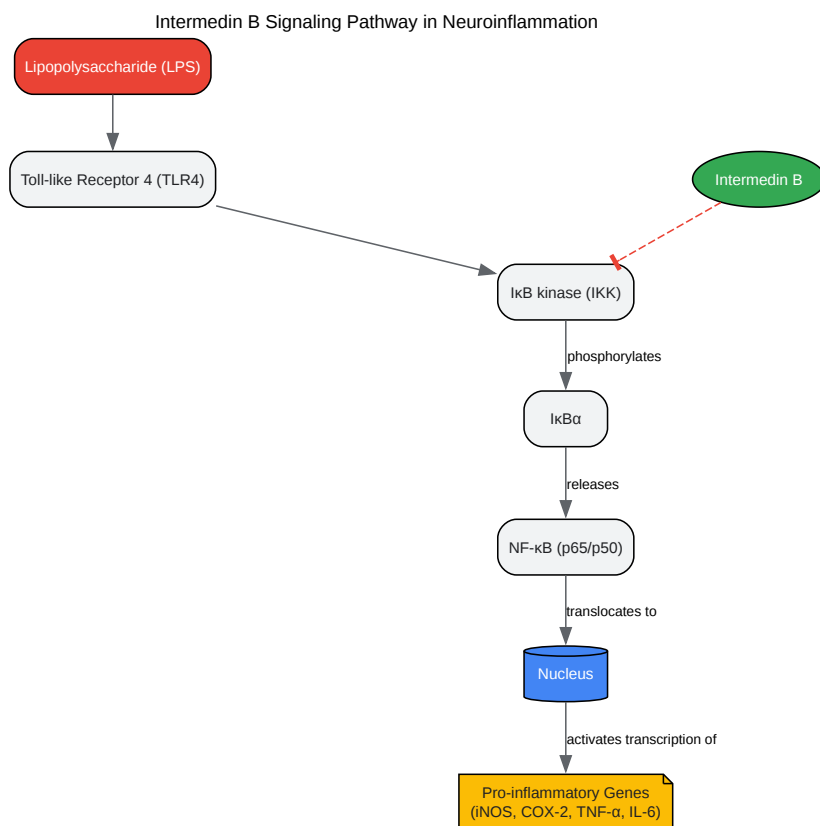 Intermedin B Signaling Pathway in Neuroinflammation
Lipopolysaccharide (LPS)
Toll-like Receptor 4 (TLR4)
Intermedin B
IκB kinase (IKK)
phosphorylates
IκBα
releases
NF-κB (p65/p50)
translocates to
Nucleus
activates transcription of
Pro-inflammatory Genes
(iNOS, COX-2, TNF-α, IL-6)